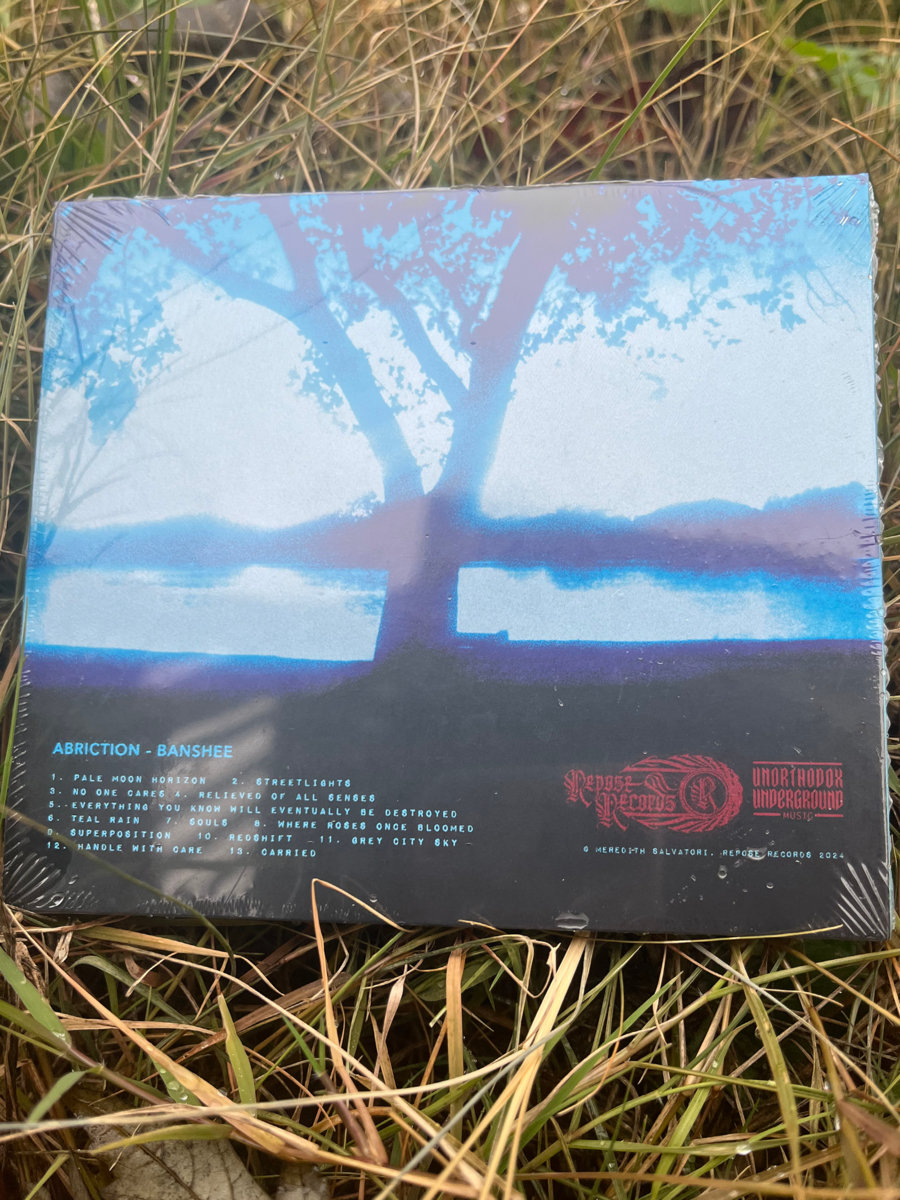 ABRICTION - BANSHEE
1. PALE MOON HORIZON 2. STREETLIGHTS
3. NO ONE CARES 4. RELIEVED OF ALL SENSES
5. EVERYTHING YOU KNOW WILL EVENTUALLY BE DESTROYED
6. TEAL RAIN 7. SOULS 8. WHERE ROSES ONCE BLOOMED
9. SUPERPOSITION 10. REDSHIFT 11. GREY CITY SKY
12. HANDLE WITH CARE 13. CARRIED
Repose
Records
R
UNORTHODOX
UNDERGROUND
MUSIC
© MEREDITH SALVATORI, REPOSE RECORDS 2024